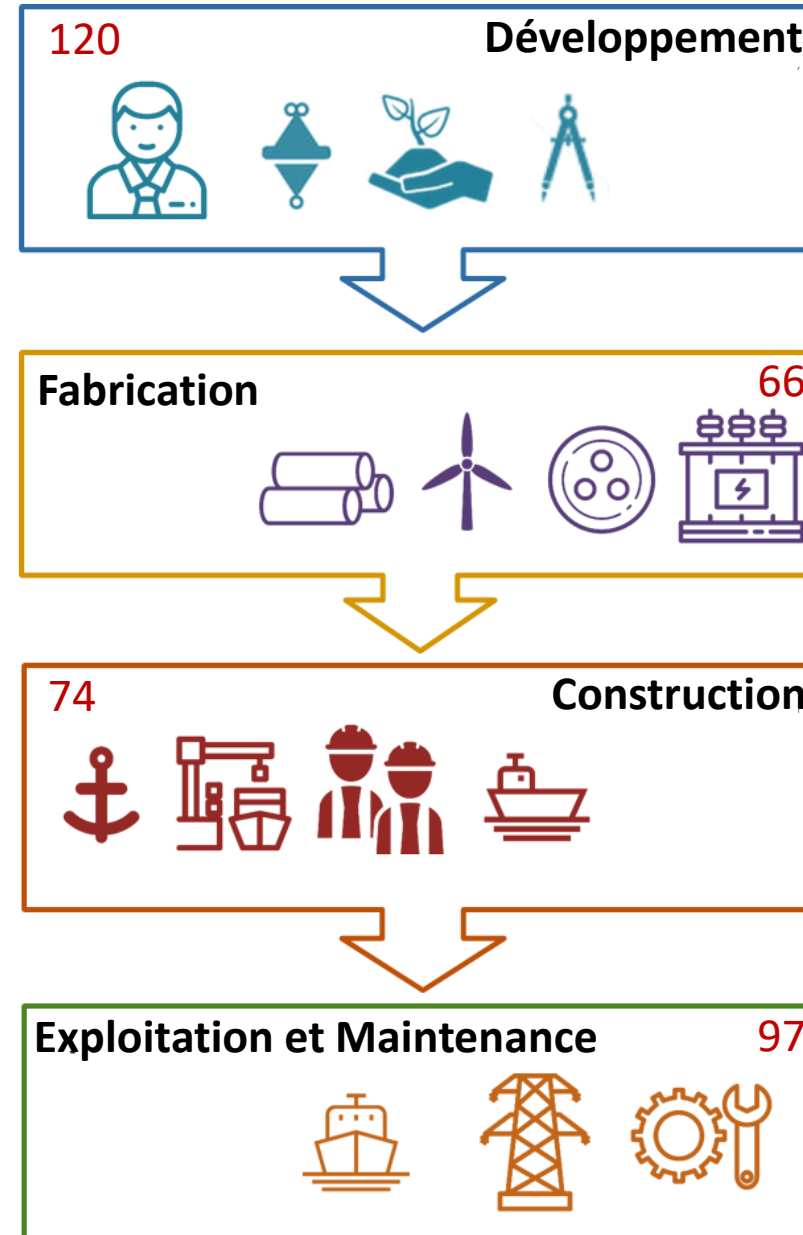 120
Développement
Fabrication
66
74
Construction
Exploitation et Maintenance
97